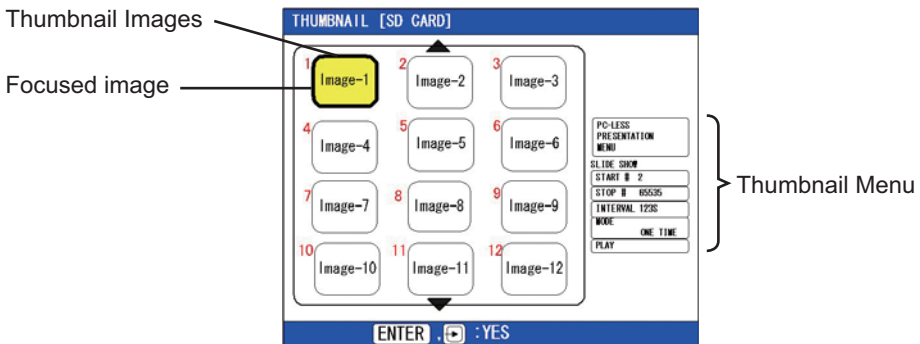 Thumbnail Images
Focused image
THUMBNAIL [SD CARD]
1 2 3
Image-1 Image-2 Image-3
4 5 6
Image-4 Image-5 Image-6
7 8 9
Image-7 Image-8 Image-9
10 11 12
Image-10 Image-11 Image-12
PC-LESS
PRESENTATION
MENU
SLIDE SHOW
START # 2
STOP # 65535
INTERVAL 123S
MODE
ONE TIME
PLAY
Thumbnail Menu
ENTER , :YES